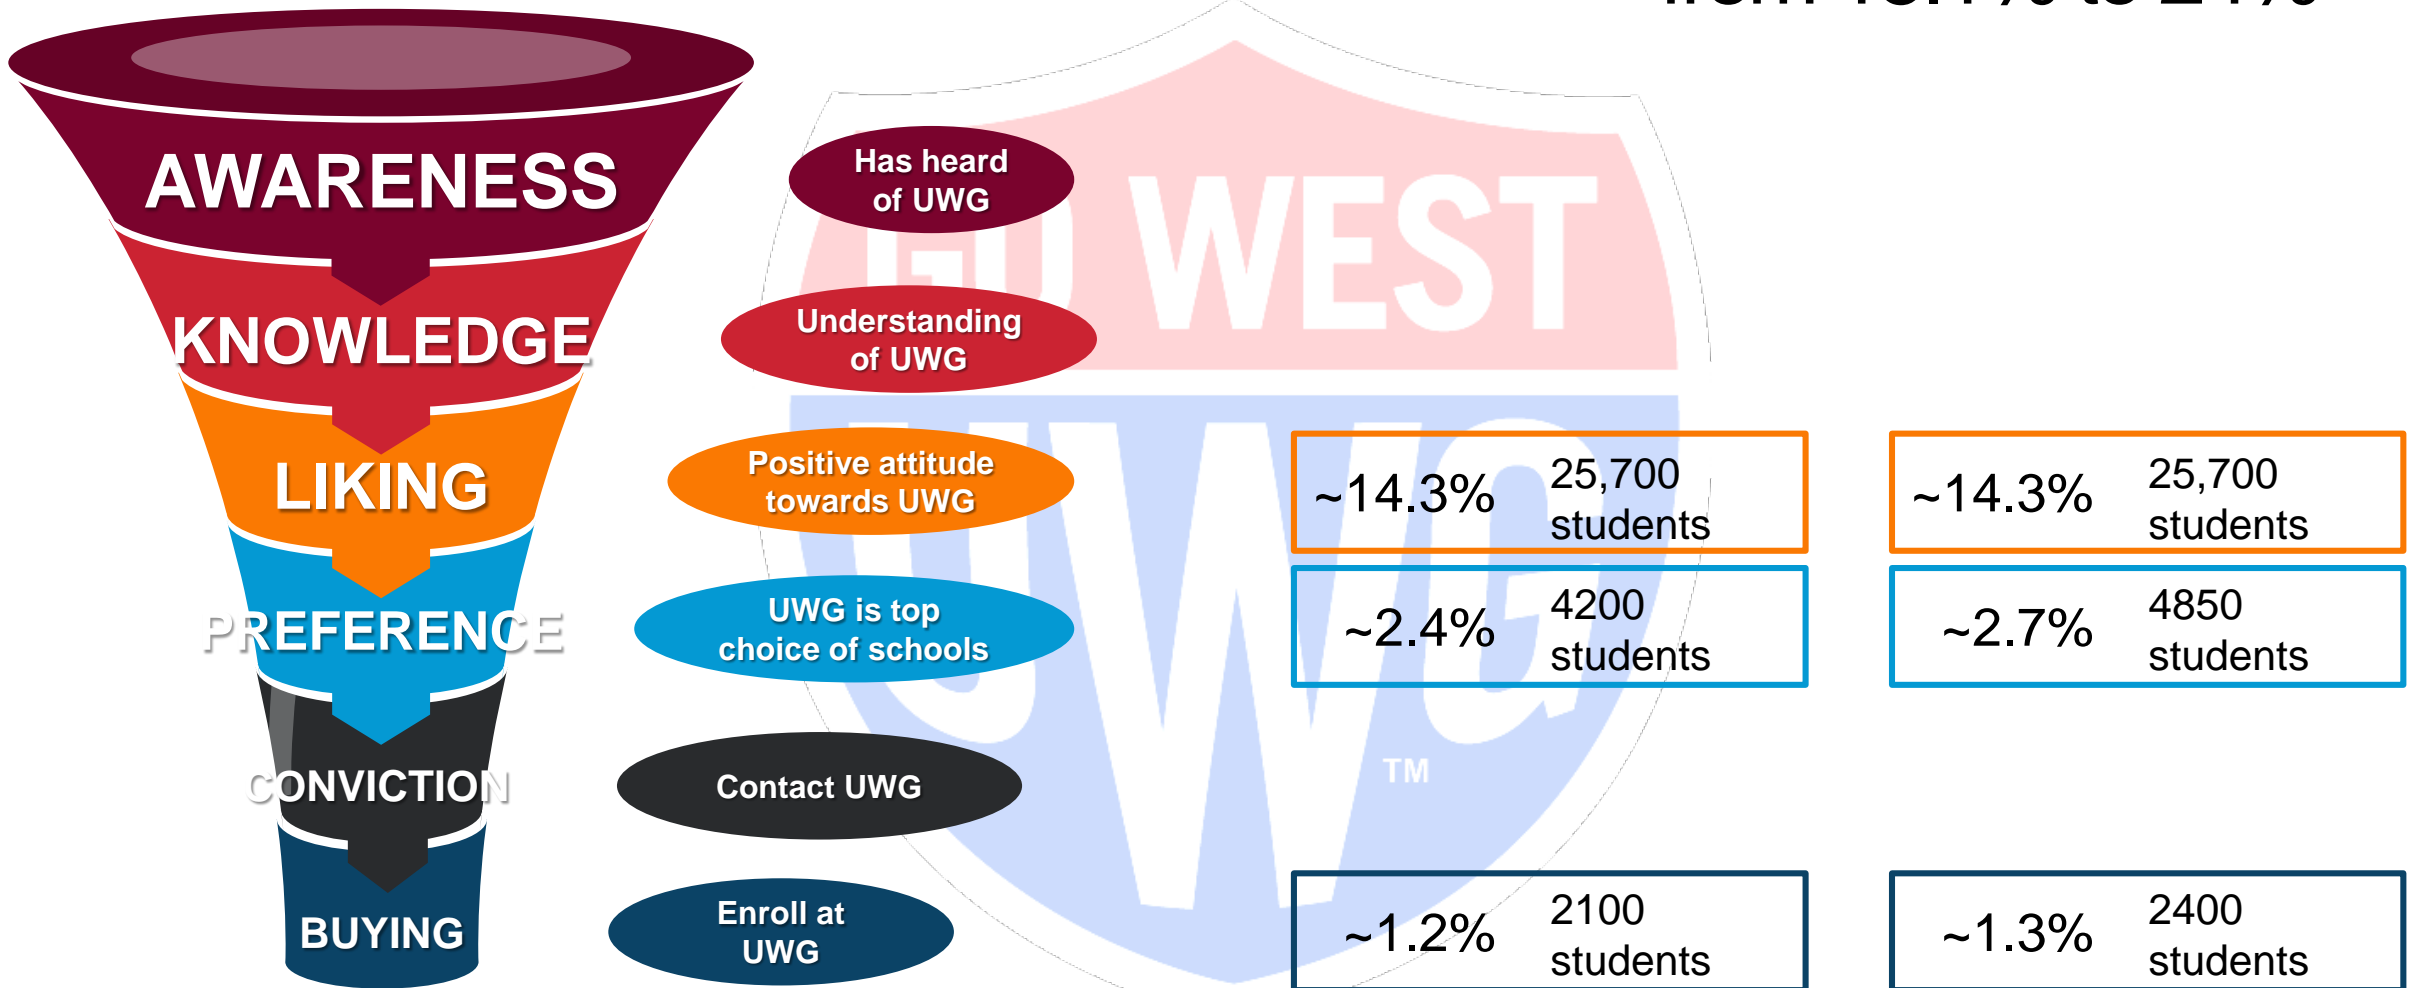 AWARENESS
Has heard
of UWG
GO WEST
KNOWLEDGE
Understanding
of UWG
UWG
LIKING
Positive attitude
towards UWG
~14.3%
25,700
students
~14.3%
25,700
students
PREFERENCE
UWG is top
choice of schools
~2.4%
4200
students
~2.7%
4850
students
CONVICTION
Contact UWG
TM
BUYING
Enroll at
UWG
~1.2%
2100
students
~1.3%
2400
students